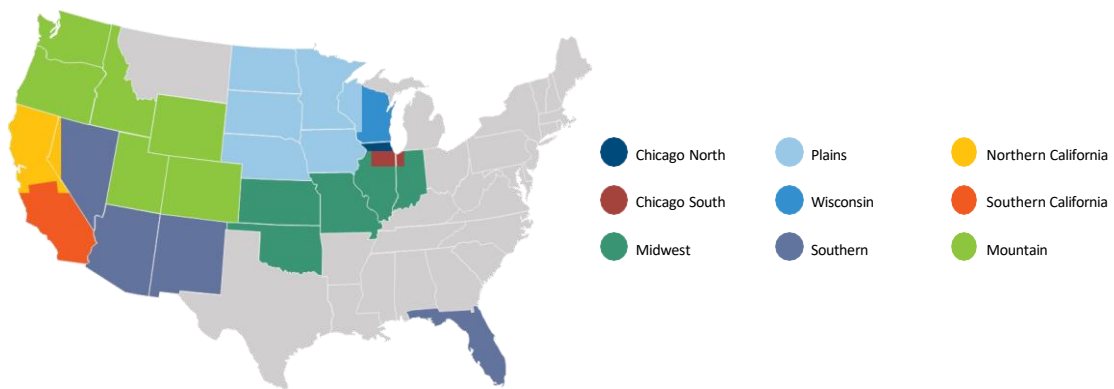 Chicago North
Plains
Northern California
Chicago South
Wisconsin
Southern California
Midwest
Southern
Mountain